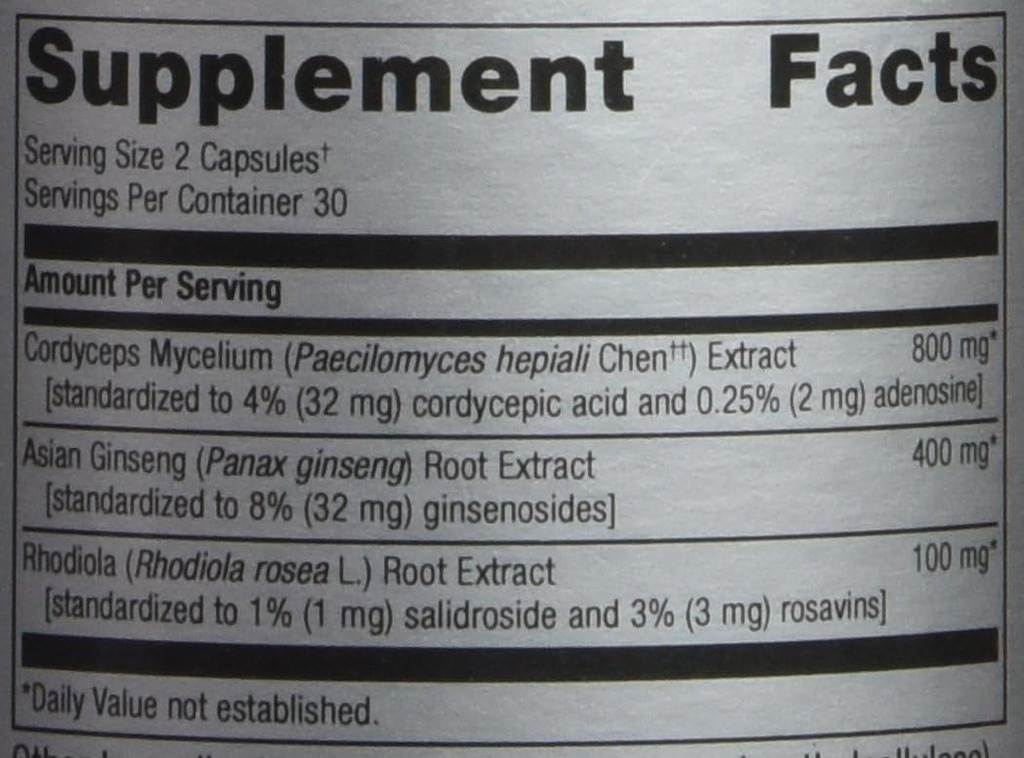 Supplement Facts
Serving Size 2 Capsules†
Servings Per Container 30
Amount Per Serving
Cordyceps Mycelium (Paecilomyces hepiali Chen††) Extract 800 mg*
[standardized to 4% (32 mg) cordycepic acid and 0.25% (2 mg) adenosine]
Asian Ginseng (Panax ginseng) Root Extract 400 mg*
[standardized to 8% (32 mg) ginsenosides]
Rhodiola (Rhodiola rosea L.) Root Extract 100 mg*
[standardized to 1% (1 mg) salidroside and 3% (3 mg) rosavins]
*Daily Value not established.